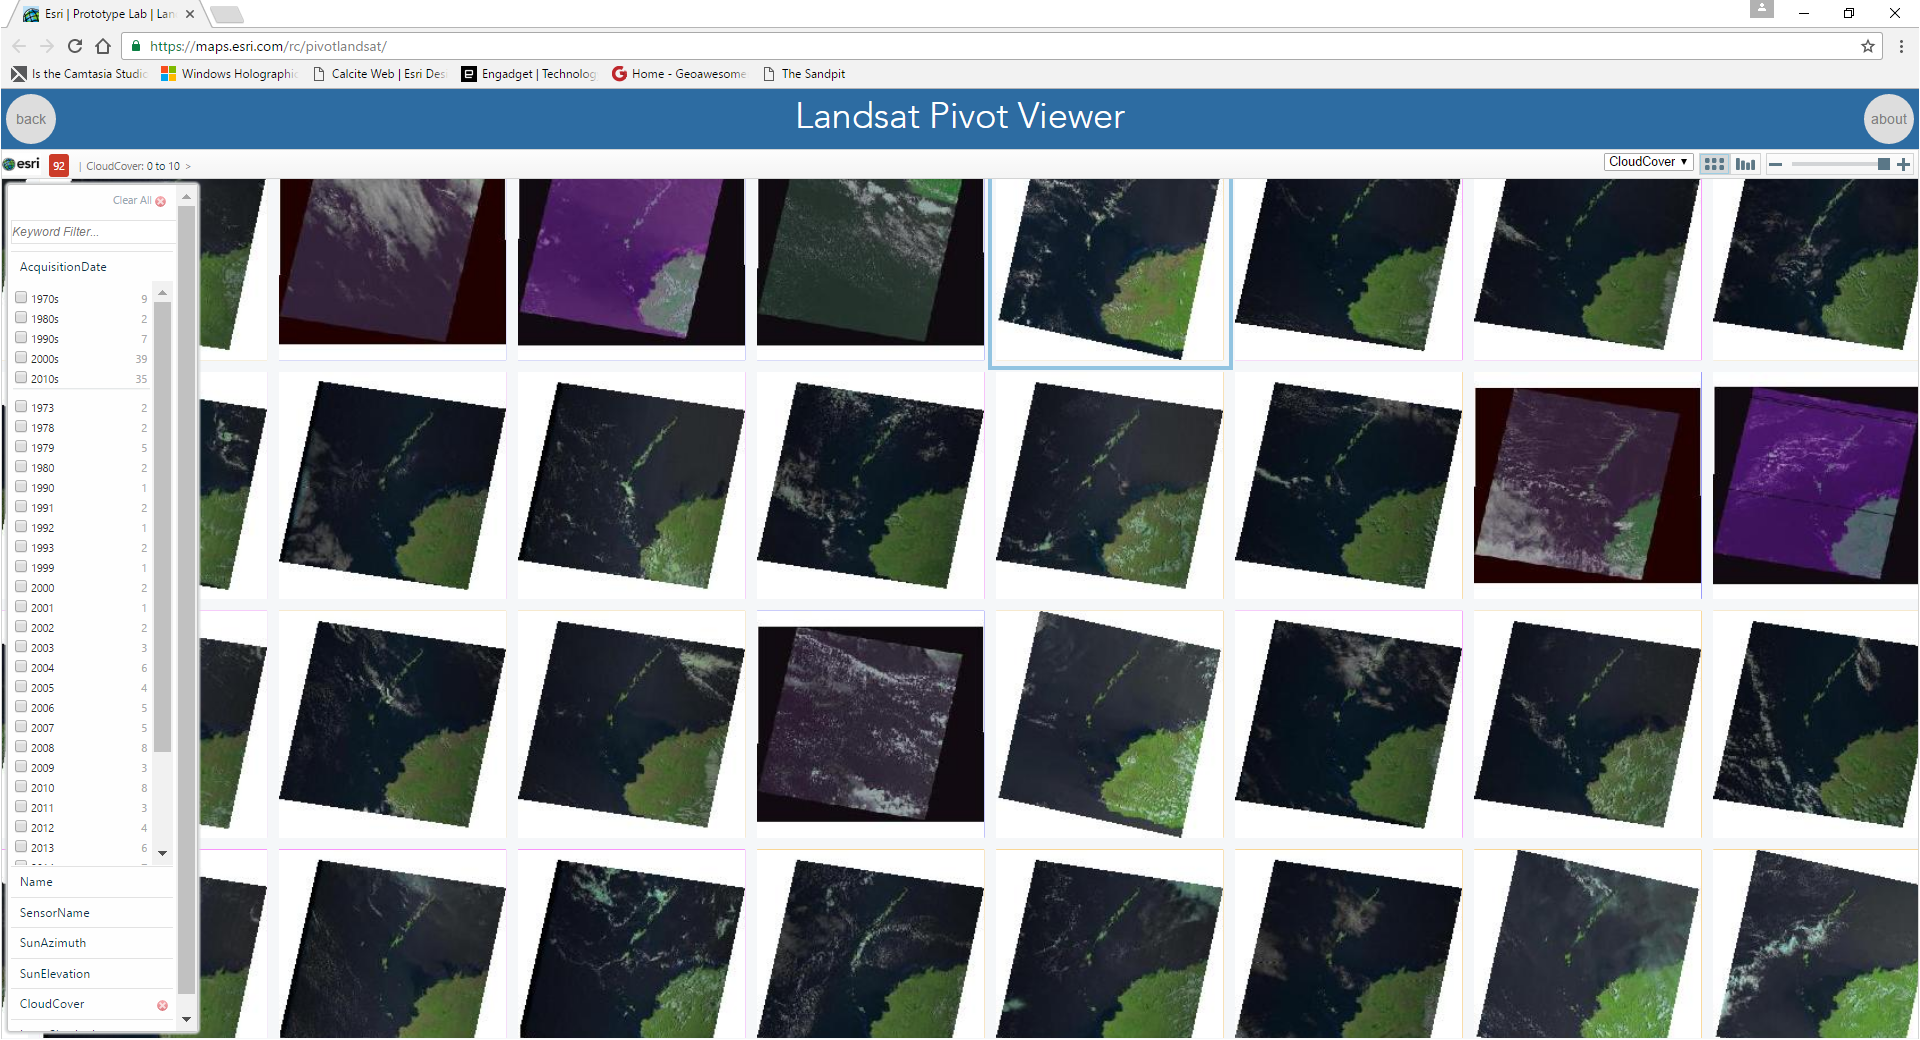 Esri | Prototype Lab | Lan
https://maps.esri.com/rc/pivotlandsat/
Is the Camtasia Studio
Windows Holographic
Calcite Web | Esri Des
Engadget | Technolog
Home - Geoawesome
The Sandpit
back
Landsat Pivot Viewer
about
esri
92
| CloudCover: 0 to 10 >
CloudCover
Clear All
Keyword Filter...
AcquisitionDate
1970s 9
1980s 2
1990s 7
2000s 39
2010s 35
1973 2
1978 2
1979 5
1980 2
1990 1
1991 2
1992 1
1993 2
1999 1
2000 2
2001 1
2002 2
2003 3
2004 6
2005 4
2006 5
2007 5
2008 8
2009 3
2010 8
2011 3
2012 4
2013 6
Name
SensorName
SunAzimuth
SunElevation
CloudCover